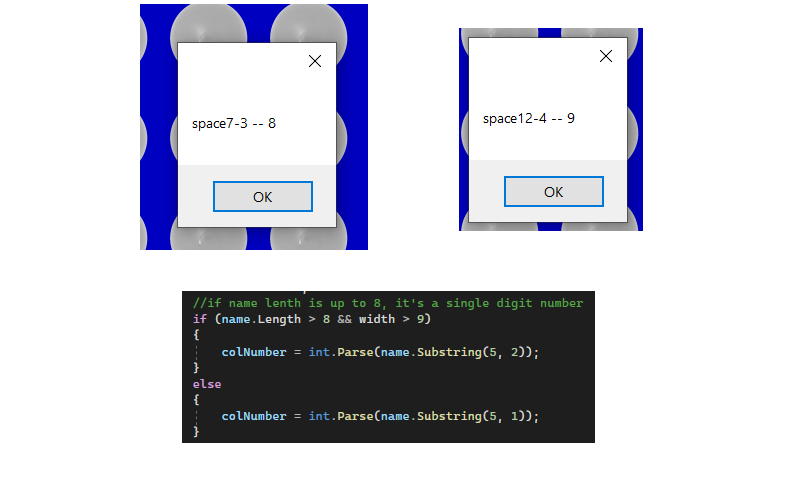 space7-3 -- 8
OK
space12-4 -- 9
OK
//if name lenth is up to 8, it's a single digit number
if (name.Length > 8 && width > 9)
{
colNumber = int.Parse(name.Substring(5, 2));
}
else
{
colNumber = int.Parse(name.Substring(5, 1));
}